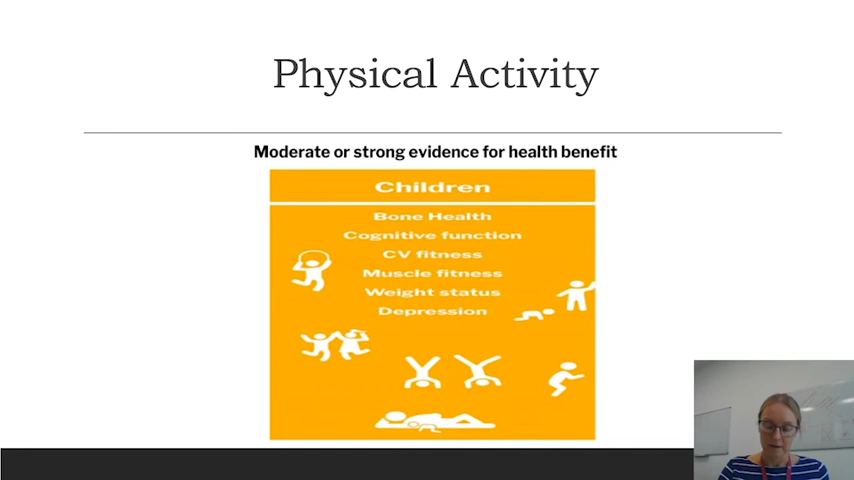 Physical Activity
Moderate or strong evidence for health benefit
Children
Bone Health
Cognitive function
CV fitness
Muscle fitness
Weight status
Depression